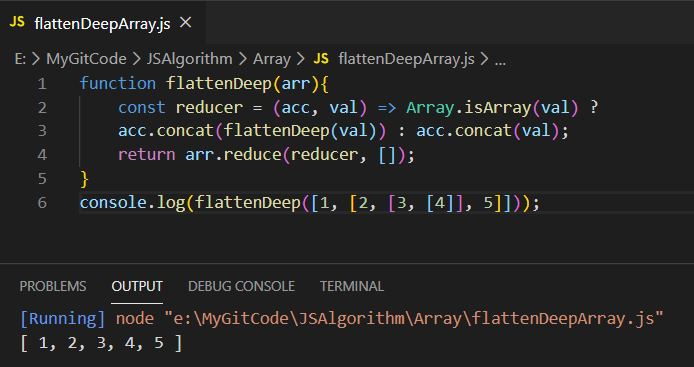 JS flattenDeepArray.js ×
E: > MyGitCode > JSAlgorithm > Array > JS flattenDeepArray.js > ...
1 function flattenDeep(arr){
2     const reducer = (acc, val) => Array.isArray(val) ?
3     acc.concat(flattenDeep(val)) : acc.concat(val);
4     return arr.reduce(reducer, []);
5 }
6 console.log(flattenDeep([1, [2, [3, [4]], 5]]));
PROBLEMS OUTPUT DEBUG CONSOLE TERMINAL
[Running] node "e:\MyGitCode\JSAlgorithm\Array\flattenDeepArray.js"
[ 1, 2, 3, 4, 5 ]